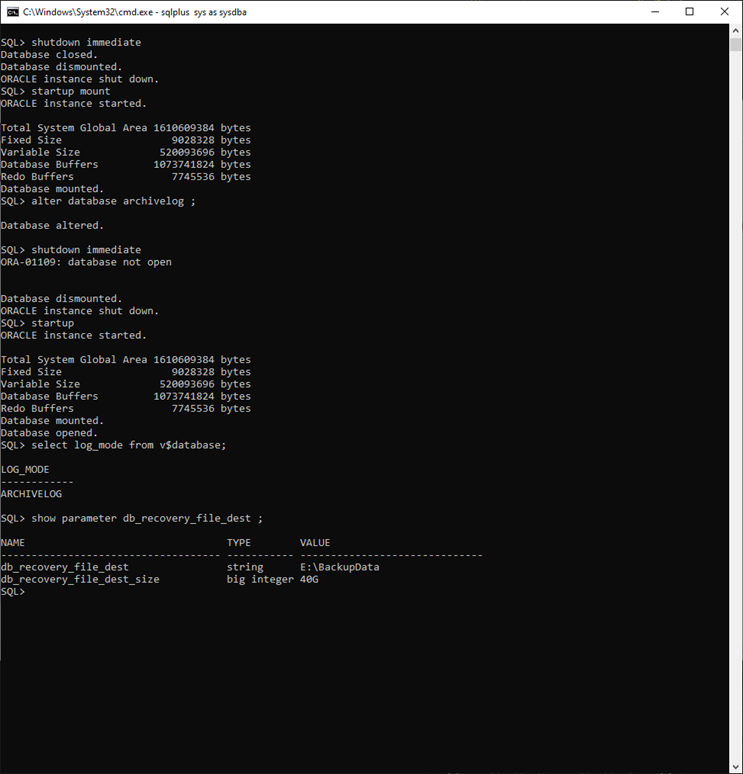 C:\Windows\System32\cmd.exe - sqlplus  sys as sysdba
SQL> shutdown immediate
Database closed.
Database dismounted.
ORACLE instance shut down.
SQL> startup mount
ORACLE instance started.
Total System Global Area 1610609384 bytes
Fixed Size                  9028328 bytes
Variable Size             520093696 bytes
Database Buffers         1073741824 bytes
Redo Buffers                7745536 bytes
Database mounted.
SQL> alter database archivelog ;
Database altered.
SQL> shutdown immediate
ORA-01109: database not open
Database dismounted.
ORACLE instance shut down.
SQL> startup
ORACLE instance started.
Total System Global Area 1610609384 bytes
Fixed Size                  9028328 bytes
Variable Size             520093696 bytes
Database Buffers         1073741824 bytes
Redo Buffers                7745536 bytes
Database mounted.
Database opened.
SQL> select log_mode from v$database;
LOG_MODE
------------
ARCHIVELOG
SQL> show parameter db_recovery_file_dest ;
NAME                                 TYPE        VALUE
------------------------------------ ----------- ------------------------------
db_recovery_file_dest                string      E:\BackupData
db_recovery_file_dest_size           big integer 40G
SQL>